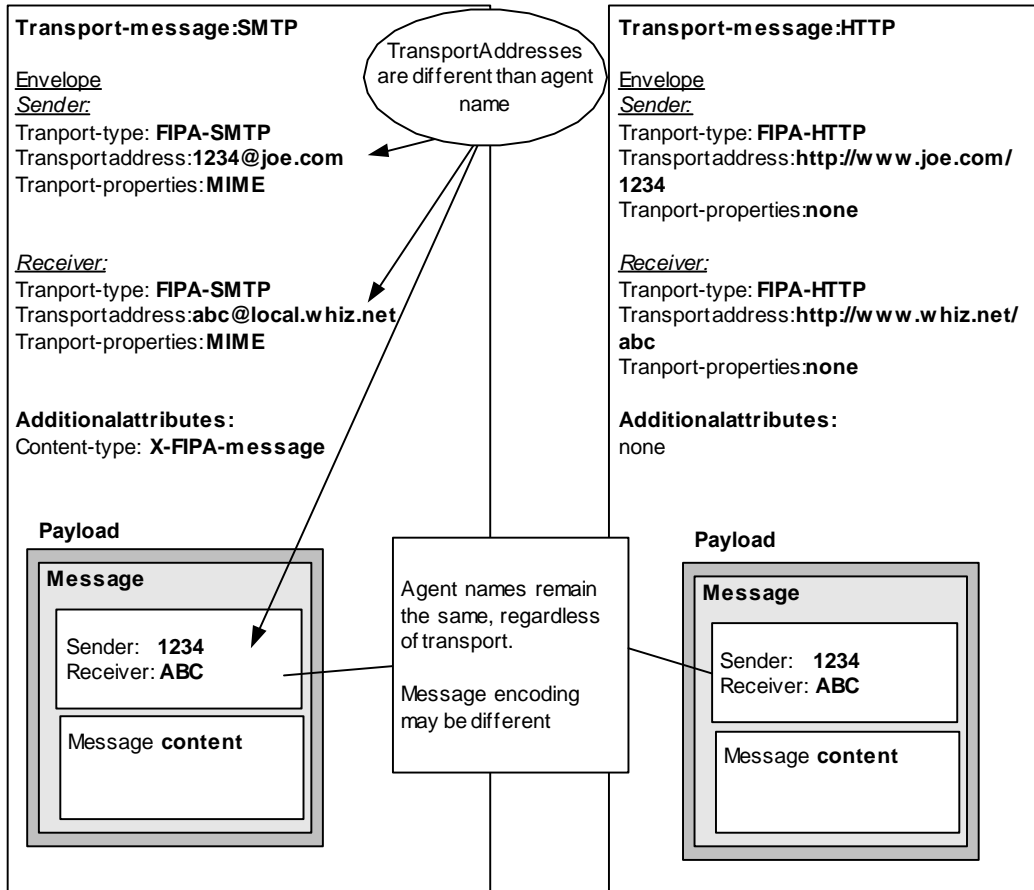 Transport-message:SMTP
Envelope
Sender:
Tranport-type: FIPA-SMTP
Transportaddress:1234@joe.com
Tranport-properties:MIME
Receiver:
Tranport-type: FIPA-SMTP
Transportaddress:abc@local.whiz.net
Tranport-properties:MIME
Additionalattributes:
Content-type: X-FIPA-message
Payload
Message
Sender: 1234
Receiver: ABC
Message content
TransportAddresses
are different than agent
name
Agent names remain
the same, regardless
of transport.
Message encoding
may be different
Transport-message:HTTP
Envelope
Sender:
Tranport-type: FIPA-HTTP
Transportaddress:http://www.joe.com/
1234
Tranport-properties:none
Receiver:
Tranport-type: FIPA-HTTP
Transportaddress:http://www.whiz.net/
abc
Tranport-properties:none
Additionalattributes:
none
Payload
Message
Sender: 1234
Receiver: ABC
Message content